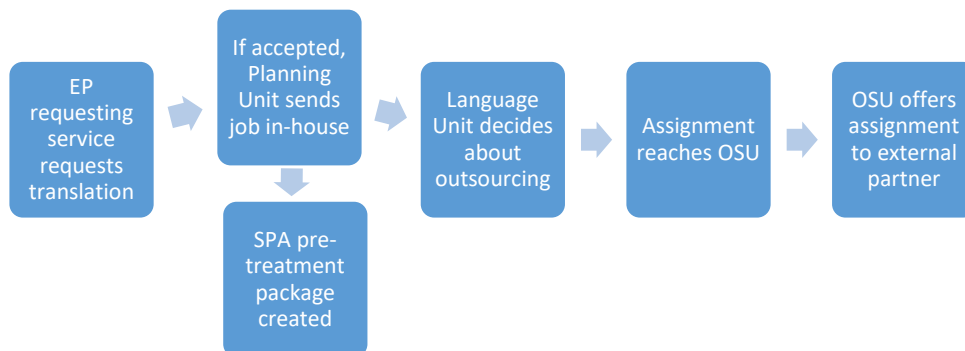 EP
requesting
service
requests
translation
If accepted,
Planning
Unit sends
job in-house
SPA pre-
treatment
package
created
Language
Unit decides
about
outsourcing
Assignment
reaches OSU
OSU offers
assignment
to external
partner